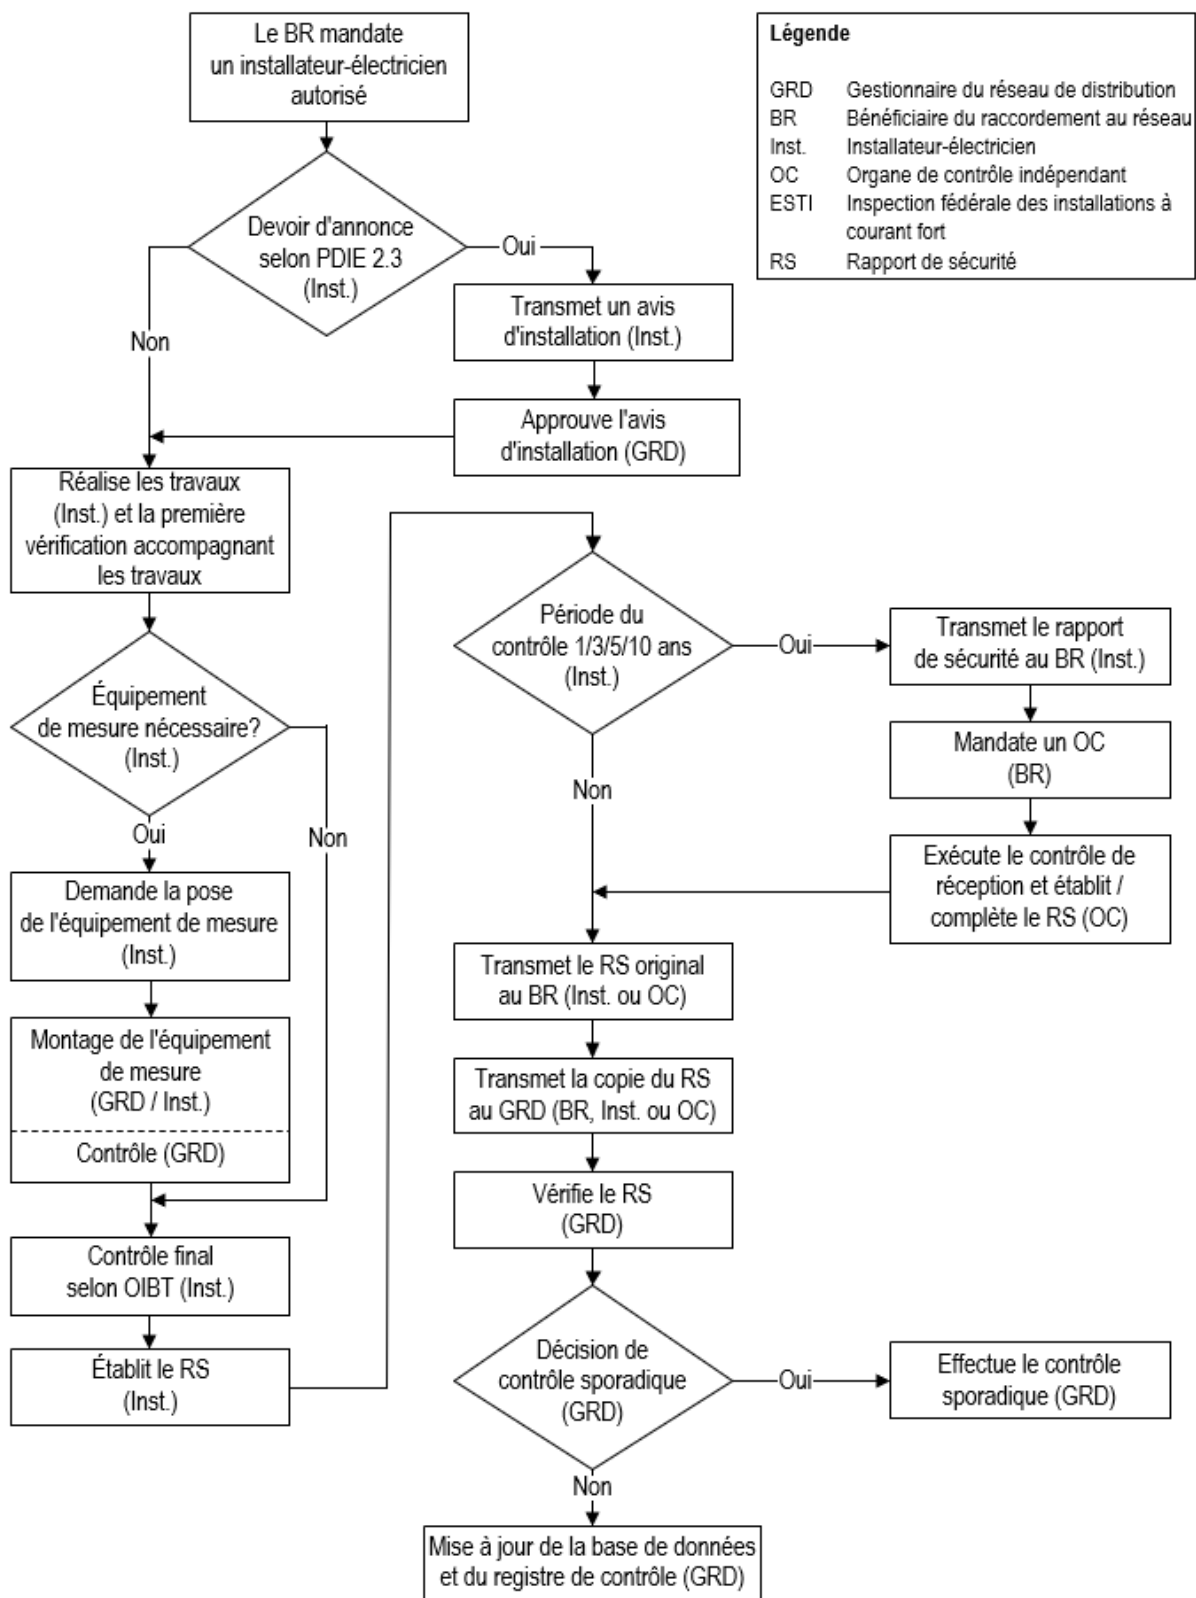 Le BR mandate
un installateur-électricien
autorisé
Légende
GRD Gestionnaire du réseau de distribution
BR Bénéficiaire du raccordement au réseau
Inst. Installateur-électricien
OC Organe de contrôle indépendant
ESTI Inspection fédérale des installations à
courant fort
RS Rapport de sécurité
Devoir d'annonce
selon PDIE 2.3
(Inst.)
Oui
Non
Transmet un avis
d'installation (Inst.)
Approuve l'avis
d'installation (GRD)
Réalise les travaux
(Inst.) et la première
vérification accompagnant
les travaux
Équipement
de mesure nécessaire?
(Inst.)
Oui
Non
Demande la pose
de l'équipement de mesure
(Inst.)
Montage de l'équipement
de mesure
(GRD / Inst.)
Contrôle (GRD)
Contrôle final
selon OIBT (Inst.)
Établit le RS
(Inst.)
Période du
contrôle 1/3/5/10 ans
(Inst.)
Oui
Non
Transmet le rapport
de sécurité au BR (Inst.)
Mandate un OC
(BR)
Exécute le contrôle de
réception et établit /
complète le RS (OC)
Transmet le RS original
au BR (Inst. ou OC)
Transmet la copie du RS
au GRD (BR, Inst. ou OC)
Vérifie le RS
(GRD)
Décision de
contrôle sporadique
(GRD)
Oui
Effectue le contrôle
sporadique (GRD)
Non
Mise à jour de la base de données
et du registre de contrôle (GRD)